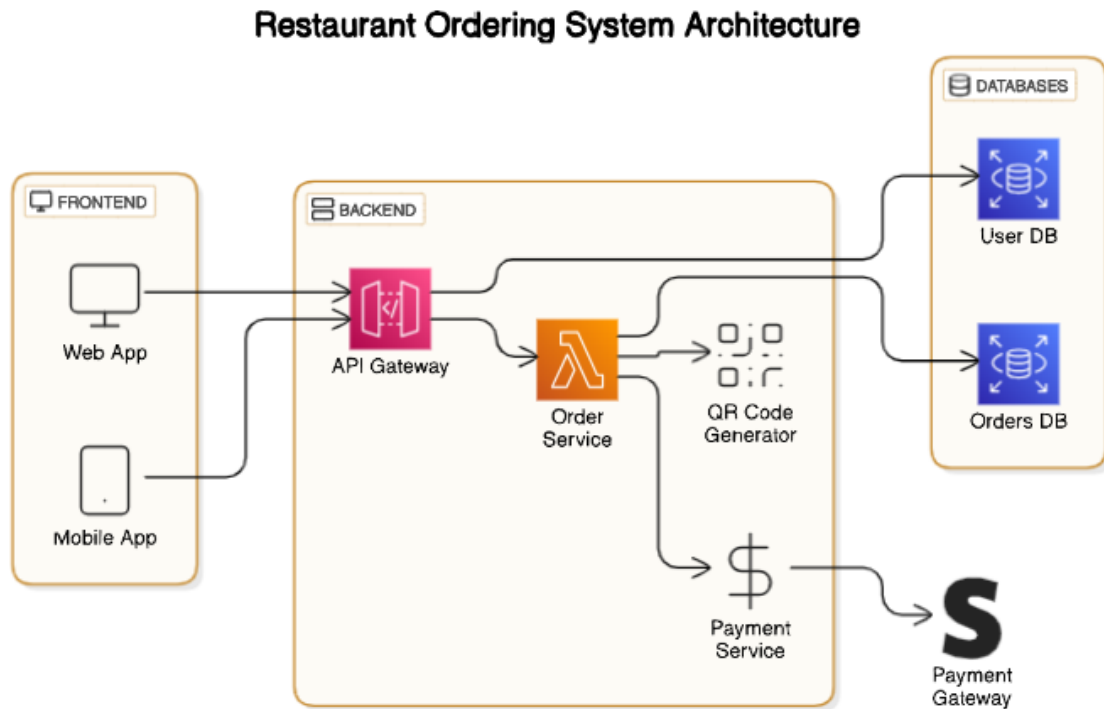 Restaurant Ordering System Architecture
DATABASES
User DB
Orders DB
FRONTEND
Web App
Mobile App
BACKEND
API Gateway
Order
Service
QR Code
Generator
Payment
Service
Payment
Gateway